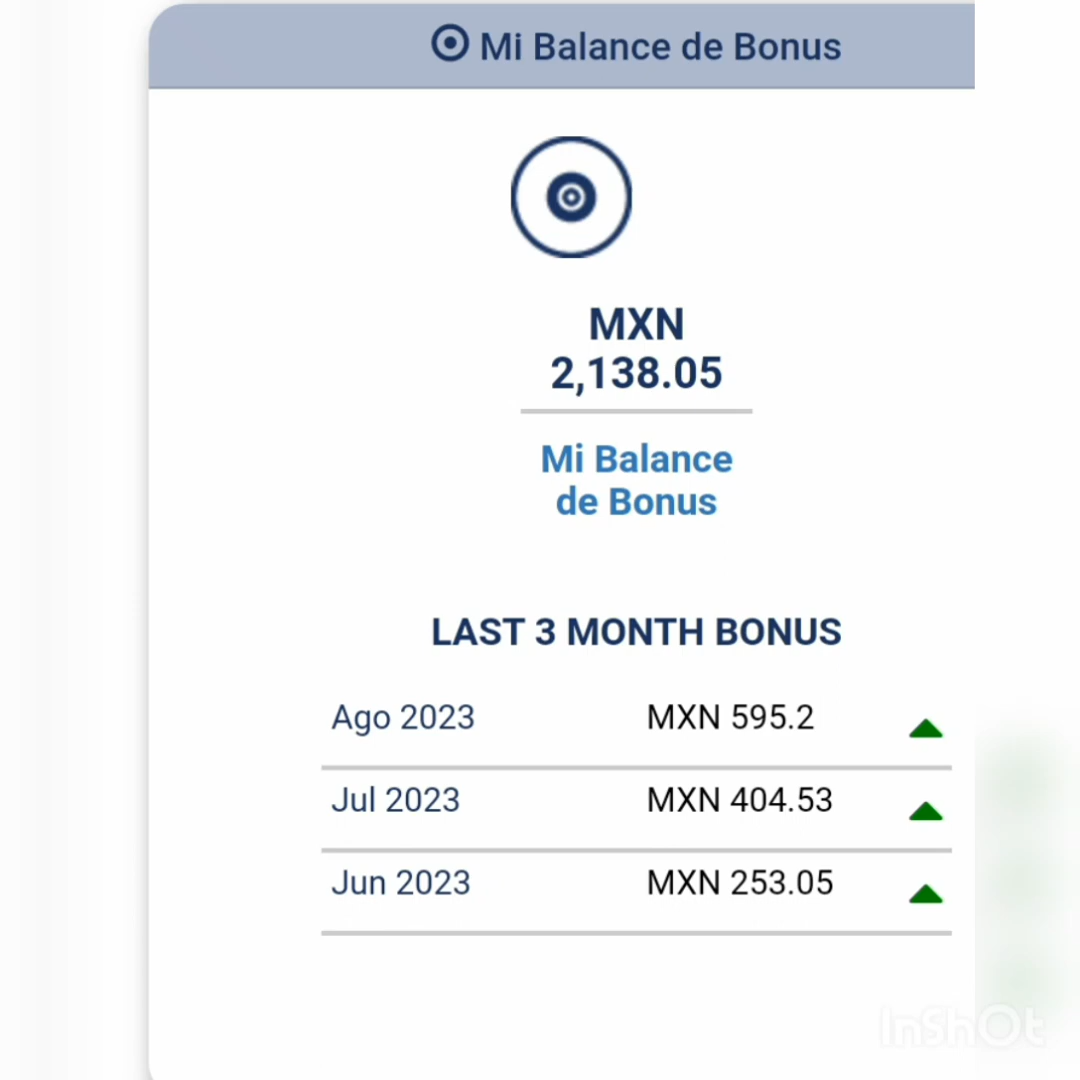 Mi Balance de Bonus
MXN
2,138.05
Mi Balance
de Bonus
LAST 3 MONTH BONUS
Ago 2023 MXN 595.2
Jul 2023 MXN 404.53
Jun 2023 MXN 253.05
InShOt